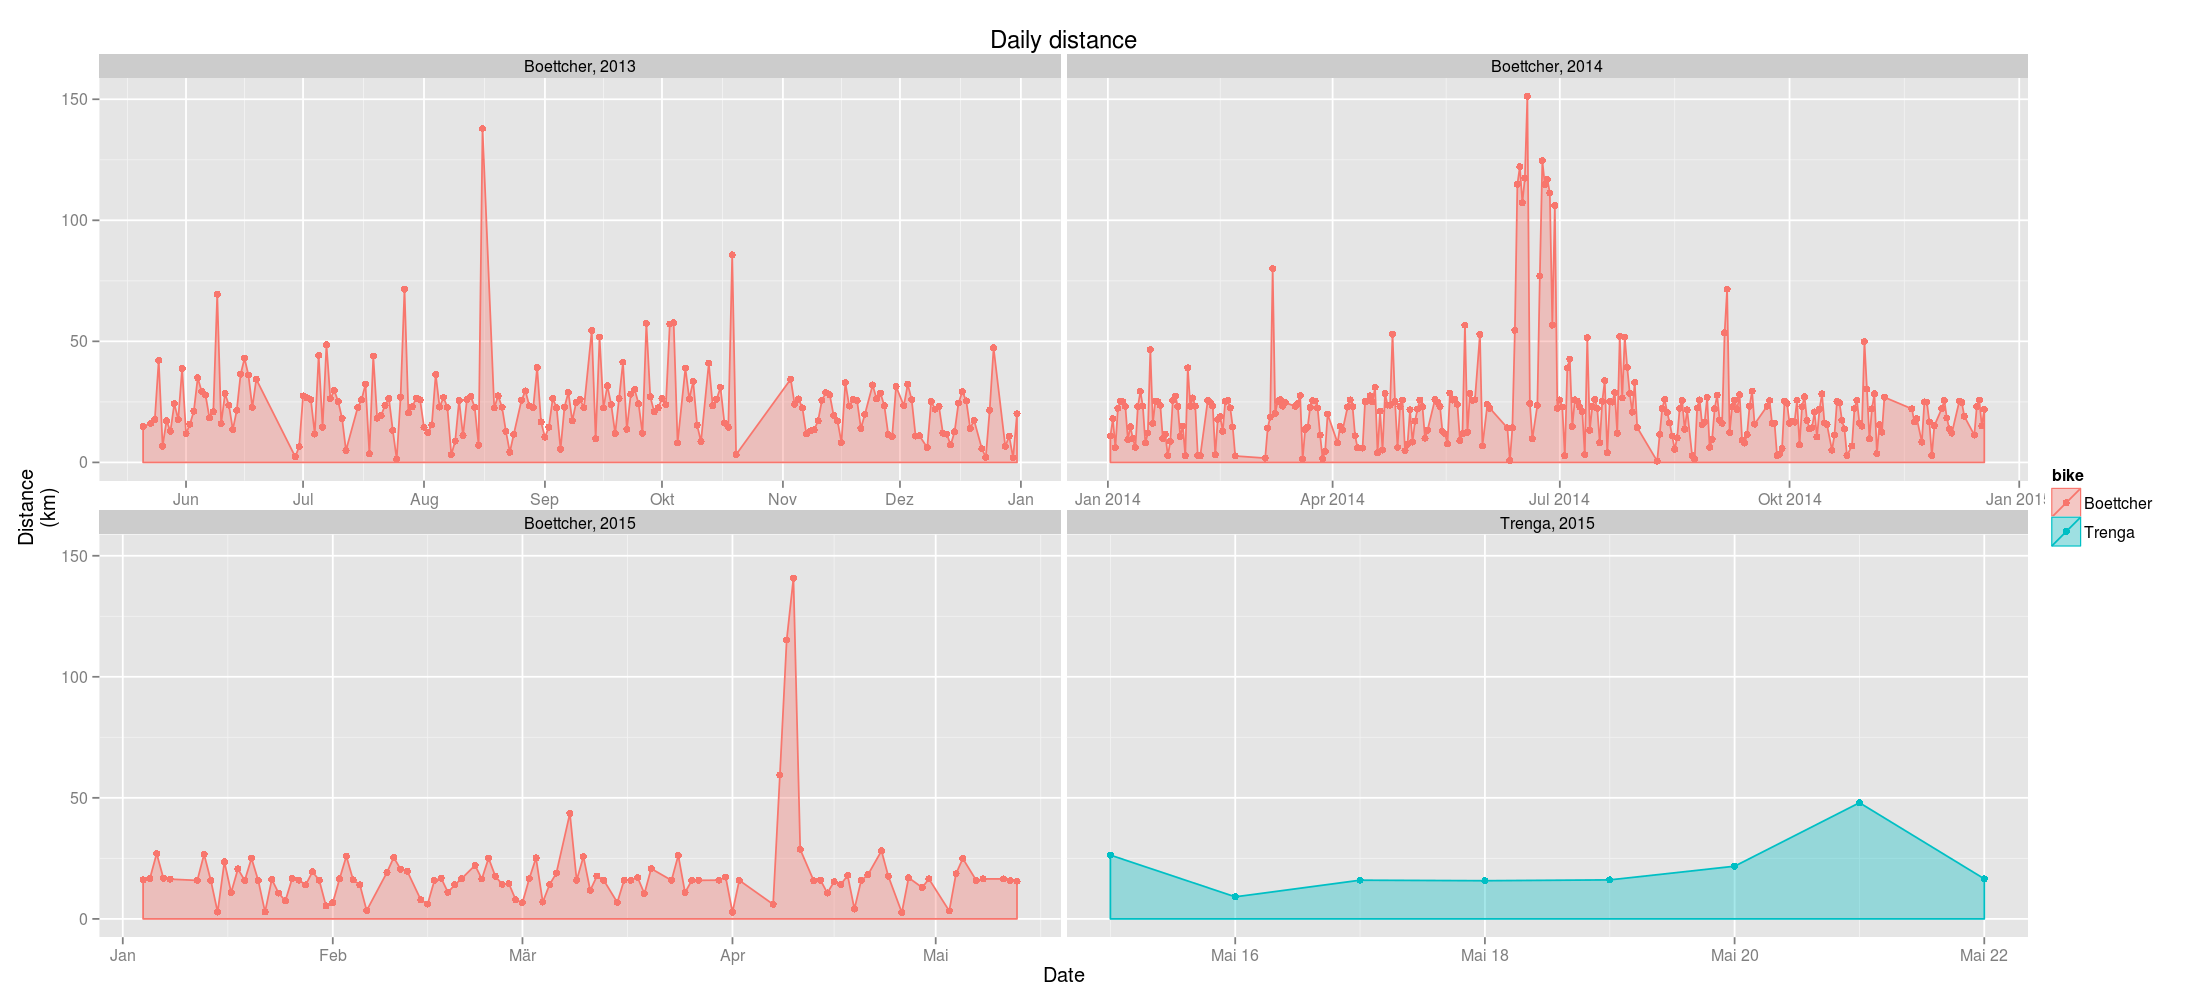 Daily distance
Boettcher, 2013
Boettcher, 2014
150
100
50
0
Jun Jul Aug Sep Okt Nov Dez Jan
Jan 2014 Apr 2014 Jul 2014 Okt 2014 Jan 201
Boettcher, 2015
Trenga, 2015
150
100
50
0
Jan Feb Mär Apr Mai
Mai 16 Mai 18 Mai 20 Mai 22
Distance
(km)
Date
bike
Boettcher
Trenga